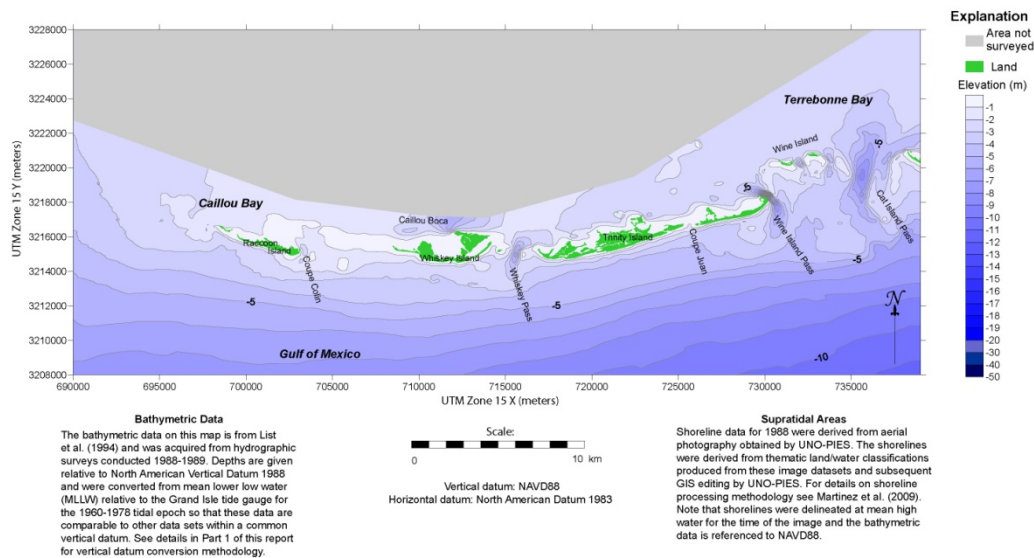 Explanation
Area not
surveyed
Land
Elevation (m)
-1
-2
-3
-4
-5
-6
-7
-8
-9
-10
-11
-12
-13
-14
-15
-16
-17
-18
-19
-20
-30
-40
-50
UTM Zone 15 Y (meters)
3228000
3226000
3224000
3222000
3220000
3218000
3216000
3214000
3212000
3210000
3208000
Terrebonne Bay
Wine Island
-5
-5
Cat Island Pass
Caillou Bay
Caillou Boca
Raccoon
Island
Coupe Colin
Whiskey Island
Whiskey Pass
Trinity Island
Coupe Juan
Wine Island Pass
-5
-5
-5
Gulf of Mexico
-10
N
690000
695000
700000
705000
710000
715000
720000
725000
730000
735000
UTM Zone 15 X (meters)
Bathymetric Data
The bathymetric data on this map is from List
et al. (1994) and was acquired from hydrographic
surveys conducted 1988-1989. Depths are given
relative to North American Vertical Datum 1988
and were converted from mean lower low water
(MLLW) relative to the Grand Isle tide gauge for
the 1960-1978 tidal epoch so that these data are
comparable to other data sets within a common
vertical datum. See details in Part 1 of this report
for vertical datum conversion methodology.
Scale:
0
10 km
Vertical datum: NAVD88
Horizontal datum: North American Datum 1983
Supratidal Areas
Shoreline data for 1988 were derived from aerial
photography obtained by UNO-PIES. The shorelines
were derived from thematic land/water classifications
produced from these image datasets and subsequent
GIS editing by UNO-PIES. For details on shoreline
processing methodology see Martinez et al. (2009).
Note that shorelines were delineated at mean high
water for the time of the image and the bathymetric
data is referenced to NAVD88.